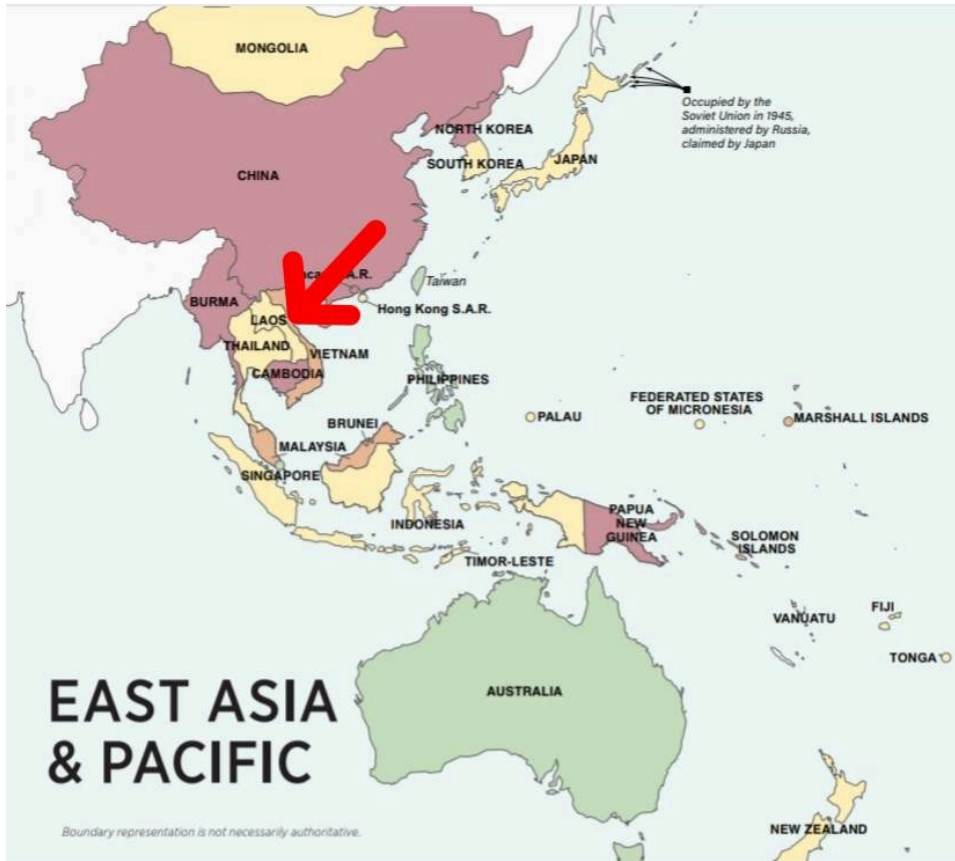 MONGOLIA
Occupied by the
Soviet Union in 1945,
administered by Russia,
claimed by Japan
NORTH KOREA
SOUTH KOREA
JAPAN
CHINA
Taiwan
BURMA
Hong Kong S.A.R.
LAOS
THAILAND
VIETNAM
CAMBODIA
PHILIPPINES
FEDERATED STATES
OF MICRONESIA
PALAU
MARSHALL ISLANDS
BRUNEI
MALAYSIA
SINGAPORE
INDONESIA
PAPUA
NEW
GUINEA
SOLOMON
ISLANDS
TIMOR-LESTE
VANUATU
FIJI
TONGA
AUSTRALIA
EAST ASIA
& PACIFIC
NEW ZEALAND
Boundary representation is not necessarily authoritative.